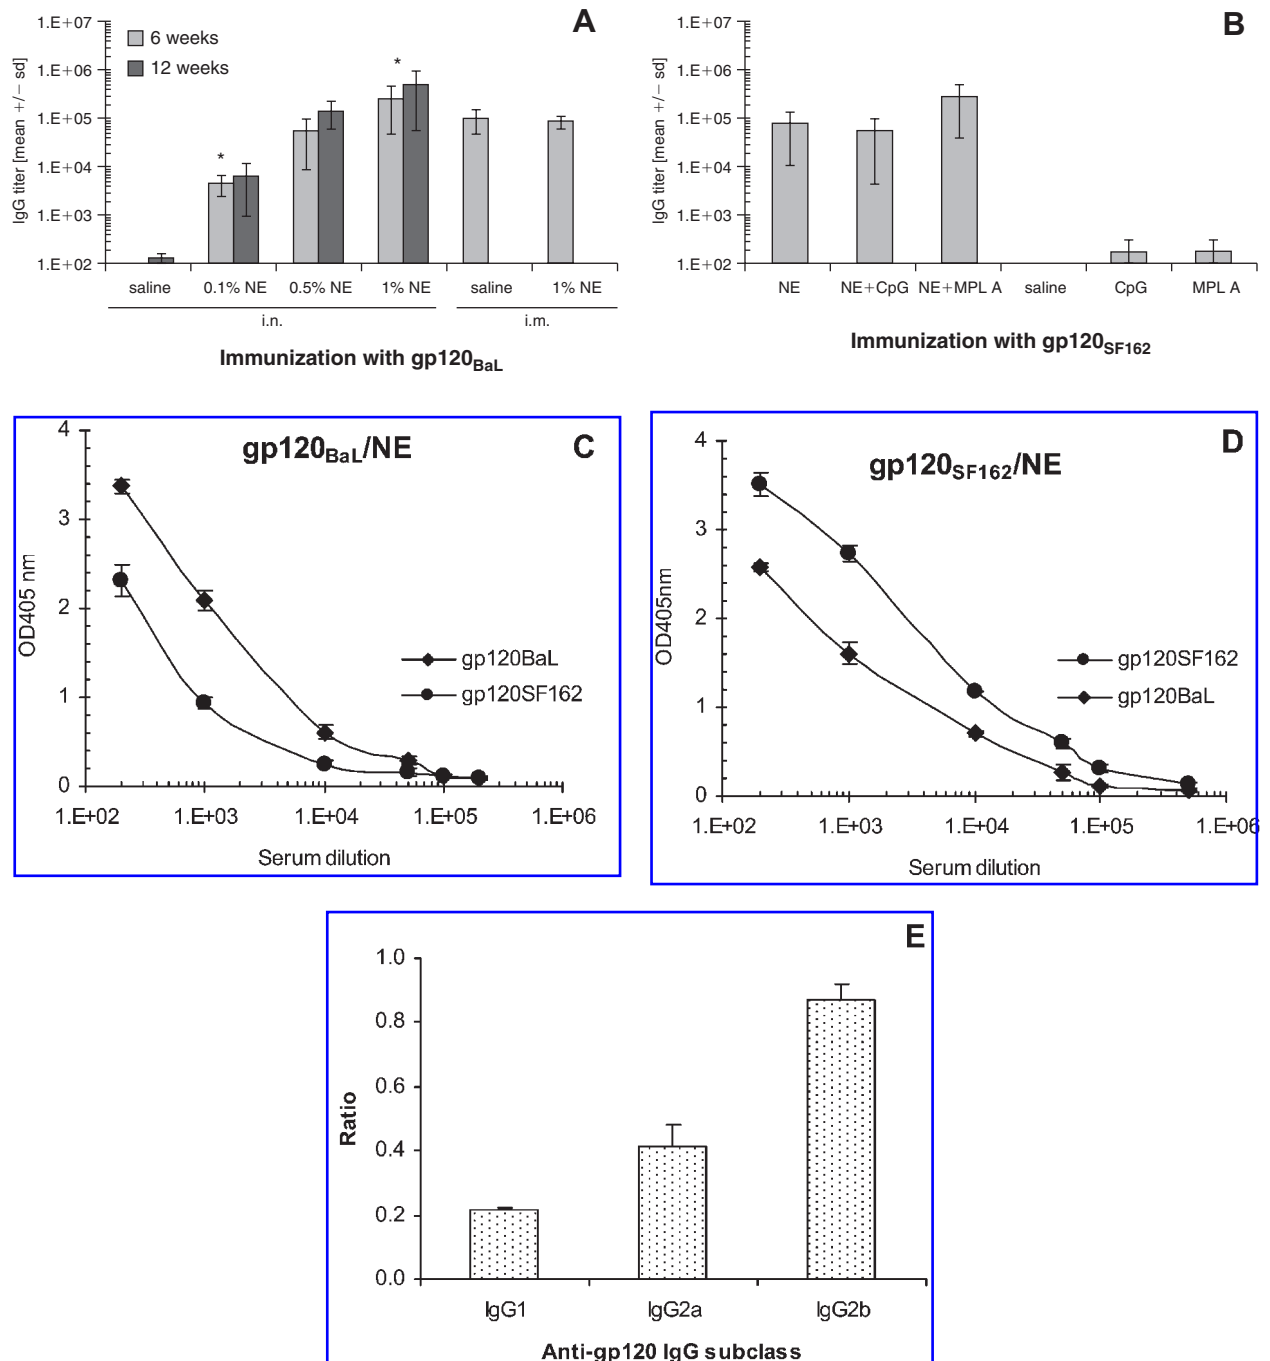 A
1.E+07
1.E+06
1.E+05
1.E+04
1.E+03
1.E+02
IgG titer [mean +/− sd]
6 weeks
12 weeks
*
*
saline 0.1% NE 0.5% NE 1% NE saline 1% NE
i.n. i.m.
Immunization with gp120BaL
B
1.E+07
1.E+06
1.E+05
1.E+04
1.E+03
1.E+02
IgG titer [mean +/− sd]
NE NE+CpG NE+MPL A saline CpG MPL A
Immunization with gp120SF162
C
gp120BaL/NE
4
3
2
1
0
OD405 nm
gp120BaL
gp120SF162
1.E+02 1.E+03 1.E+04 1.E+05 1.E+06
Serum dilution
D
gp120SF162/NE
4
3
2
1
0
OD405nm
gp120SF162
gp120BaL
1.E+02 1.E+03 1.E+04 1.E+05 1.E+06
Serum dilution
E
1.0
0.8
0.6
0.4
0.2
0.0
Ratio
IgG1 IgG2a IgG2b
Anti-gp120 IgG subclass